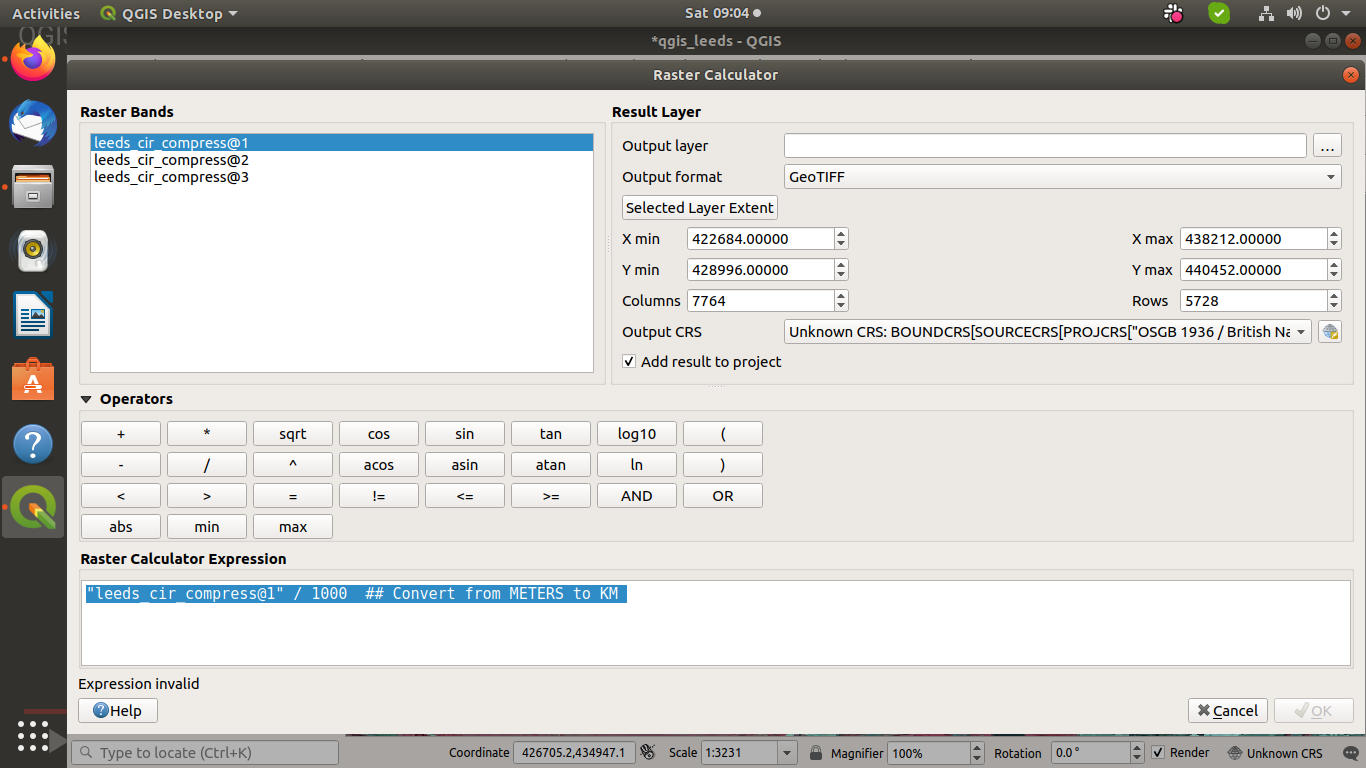 Activities QGIS Desktop Sat 09:04
*qgis_leeds - QGIS
Raster Calculator
Raster Bands
leeds_cir_compress@1
leeds_cir_compress@2
leeds_cir_compress@3
Result Layer
Output layer ...
Output format GeoTIFF
Selected Layer Extent
X min 422684.00000 X max 438212.00000
Y min 428996.00000 Y max 440452.00000
Columns 7764 Rows 5728
Output CRS Unknown CRS: BOUNDCRS[SOURCECRS[PROJCRS["OSGB 1936 / British Na
Add result to project
Operators
+ * sqrt cos sin tan log10 (
- / ^ acos asin atan ln )
< > = != <= >= AND OR
abs min max
Raster Calculator Expression
"leeds_cir_compress@1" / 1000  ## Convert from METERS to KM
Expression invalid
Help Cancel OK
Type to locate (Ctrl+K) Coordinate 426705.2,434947.1 Scale 1:3231 Magnifier 100% Rotation 0.0 ° Render Unknown CRS